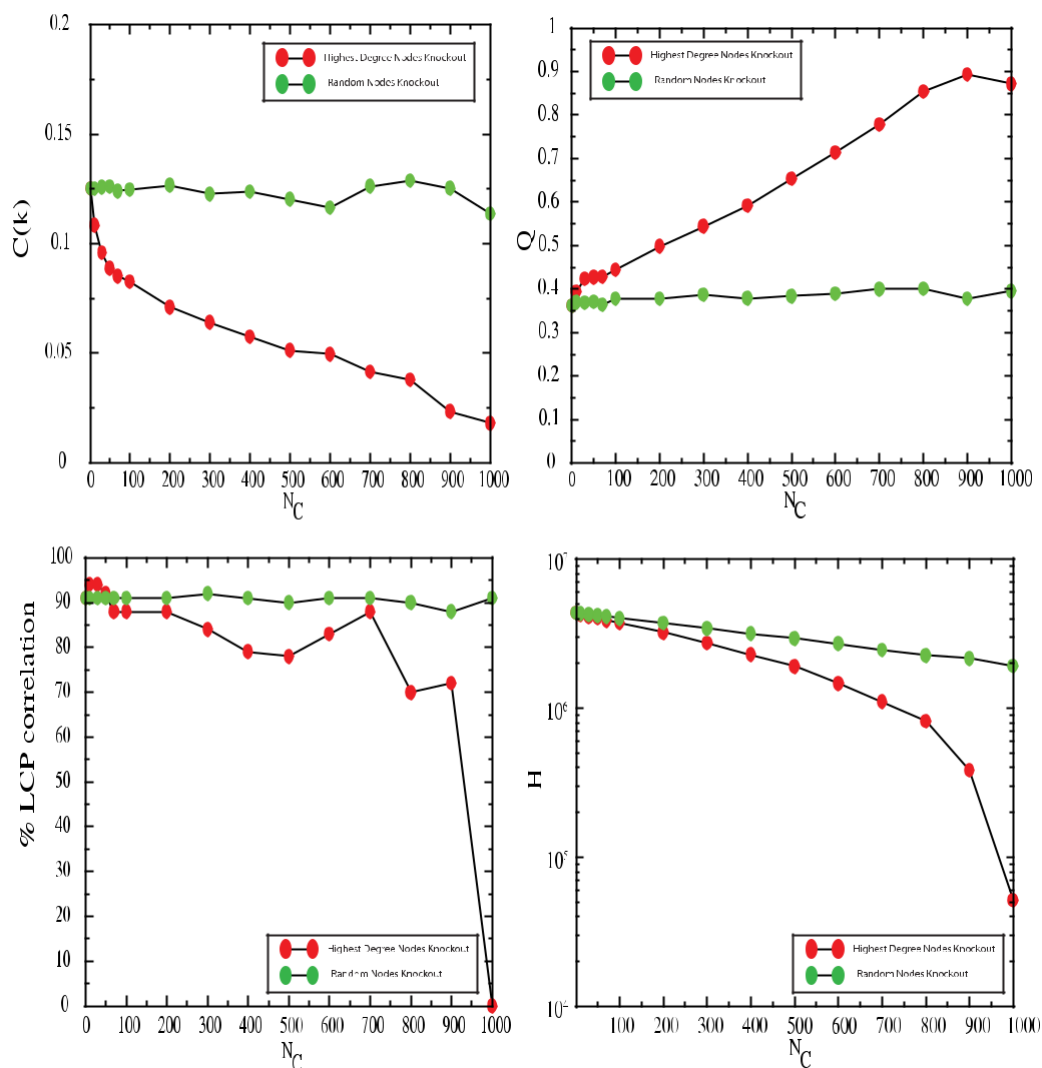 0.2
0.15
0.1
0.05
0
C(k)
Highest Degree Nodes Knockout
Random Nodes Knockout
0 100 200 300 400 500 600 700 800 900 1000
N_C
1
0.9
0.8
0.7
0.6
0.5
0.4
0.3
0.2
0.1
0
Q
Highest Degree Nodes Knockout
Random Nodes Knockout
0 100 200 300 400 500 600 700 800 900 1000
N_C
100
90
80
70
60
50
40
30
20
10
0
% LCP correlation
Highest Degree Nodes Knockout
Random Nodes Knockout
0 100 200 300 400 500 600 700 800 900 1000
N_C
10^6
10^5
H
Highest Degree Nodes Knockout
Random Nodes Knockout
100 200 300 400 500 600 700 800 900 1000
N_C